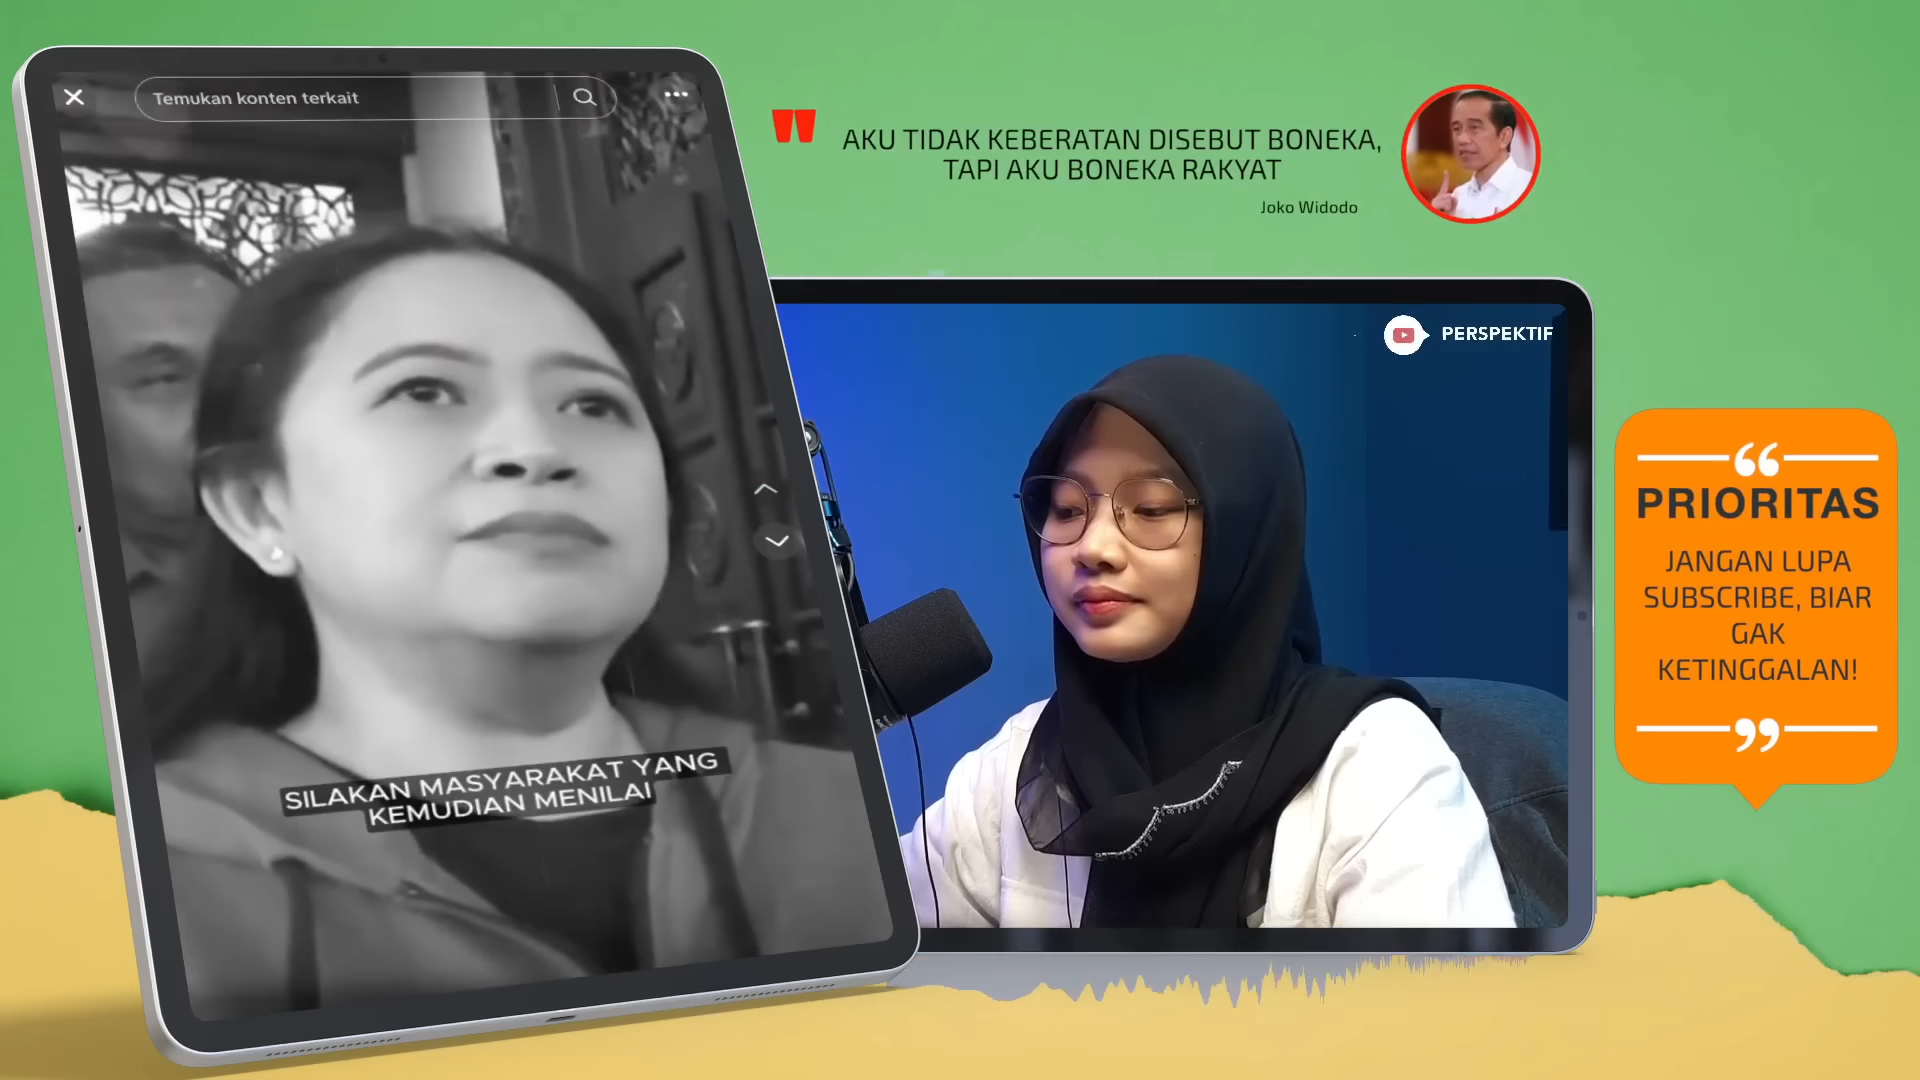 Temukan konten terkait
AKU TIDAK KEBERATAN DISEBUT BONEKA,
TAPI AKU BONEKA RAKYAT
Joko Widodo
PERSPEKTIF
PRIORITAS
JANGAN LUPA
SUBSCRIBE, BIAR
GAK
KETINGGALAN!
SILAKAN MASYARAKAT YANG
KEMUDIAN MENILAI